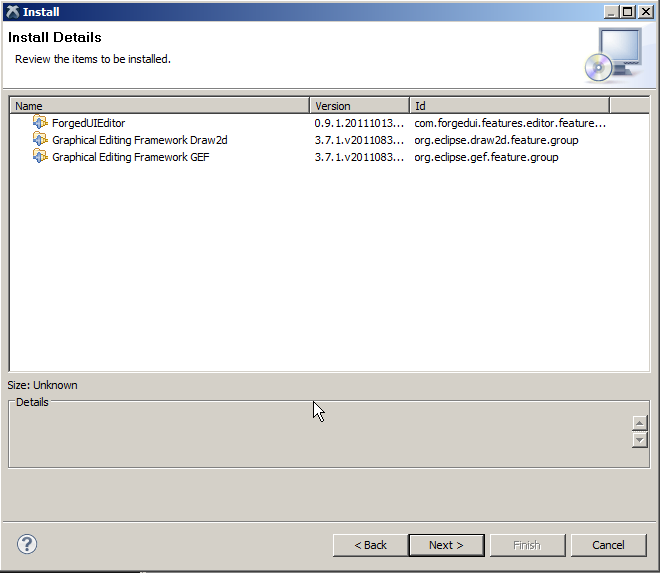 Install
Install Details
Review the items to be installed.
Name Version Id
ForgedUIEditor 0.9.1.20111013... com.forgedui.features.editor.feature...
Graphical Editing Framework Draw2d 3.7.1.v2011083... org.eclipse.draw2d.feature.group
Graphical Editing Framework GEF 3.7.1.v2011083... org.eclipse.gef.feature.group
Size: Unknown
Details
? < Back Next > Finish Cancel